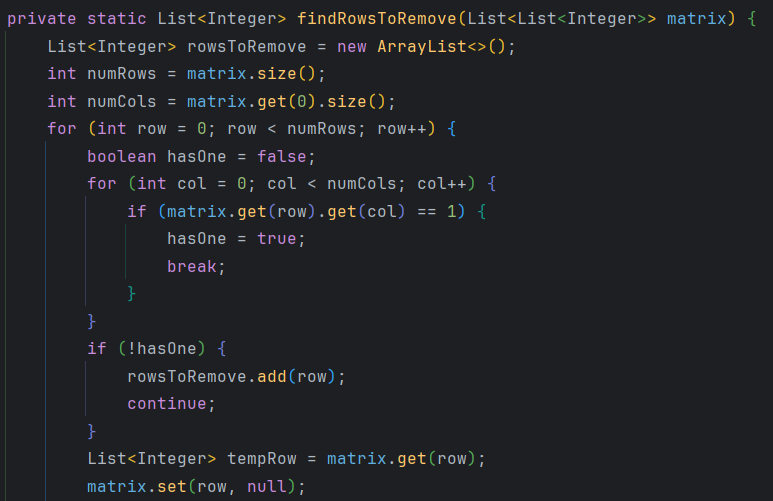 private static List<Integer> findRowsToRemove(List<List<Integer>> matrix) {
    List<Integer> rowsToRemove = new ArrayList<>();
    int numRows = matrix.size();
    int numCols = matrix.get(0).size();
    for (int row = 0; row < numRows; row++) {
        boolean hasOne = false;
        for (int col = 0; col < numCols; col++) {
            if (matrix.get(row).get(col) == 1) {
                hasOne = true;
                break;
            }
        }
        if (!hasOne) {
            rowsToRemove.add(row);
            continue;
        }
        List<Integer> tempRow = matrix.get(row);
        matrix.set(row, null);